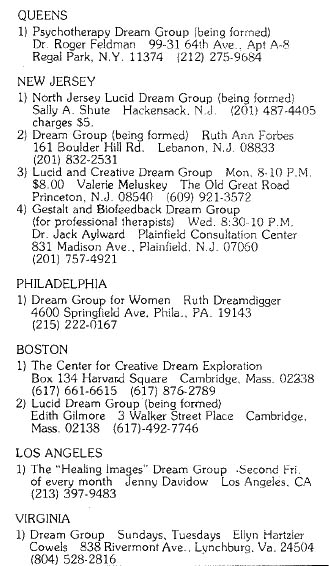 QUEENS
1) Psychotherapy Dream Group (being formed)
Dr. Roger Feldman 99-31 64th Ave., Apt A-8
Regal Park, N.Y. 11374 (212) 275-9684
NEW JERSEY
1) North Jersey Lucid Dream Group (being formed)
Sally A. Shute Hackensack, N.J. (201) 487-4405
charges $5.
2) Dream Group (being formed) Ruth Ann Forbes
161 Boulder Hill Rd. Lebanon, N.J. 08833
(201) 832-2531
3) Lucid and Creative Dream Group Mon. 8-10 P.M.
$8.00 Valerie Meluskey The Old Great Road
Princeton, N.J. 08540 (609) 921-3572
4) Gestalt and Biofeedback Dream Group
(for professional therapists) Wed. 8:30-10 P.M.
Dr. Jack Aylward Plainfield Consultation Center
831 Madison Ave., Plainfield, N.J. 07060
(201) 757-4921
PHILADELPHIA
1) Dream Group for Women Ruth Dreamdigger
4600 Springfield Ave. Phila., PA. 19143
(215) 222-0167
BOSTON
1) The Center for Creative Dream Exploration
Box 134 Harvard Square Cambridge, Mass. 02238
(617) 661-6615 (617) 876-2789
2) Lucid Dream Group (being formed)
Edith Gilmore 3 Walker Street Place Cambridge,
Mass. 02138 (617)-492-7746
LOS ANGELES
1) The "Healing Images" Dream Group -Second Fri.
of every month Jenny Davidow Los Angeles, CA
(213) 397-9483
VIRGINIA
1) Dream Group Sundays, Tuesdays Ellyn Hartzler
Cowels 838 Rivermont Ave., Lynchburg, Va. 24504
(804) 528-2816